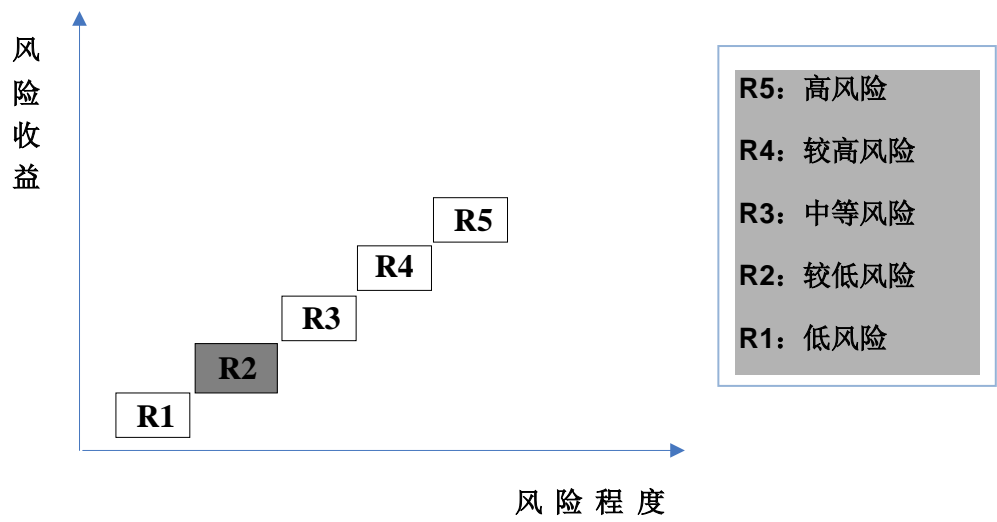 风
险
收
益
R5
R4
R3
R2
R1
风险程度
R5：高风险
R4：较高风险
R3：中等风险
R2：较低风险
R1：低风险